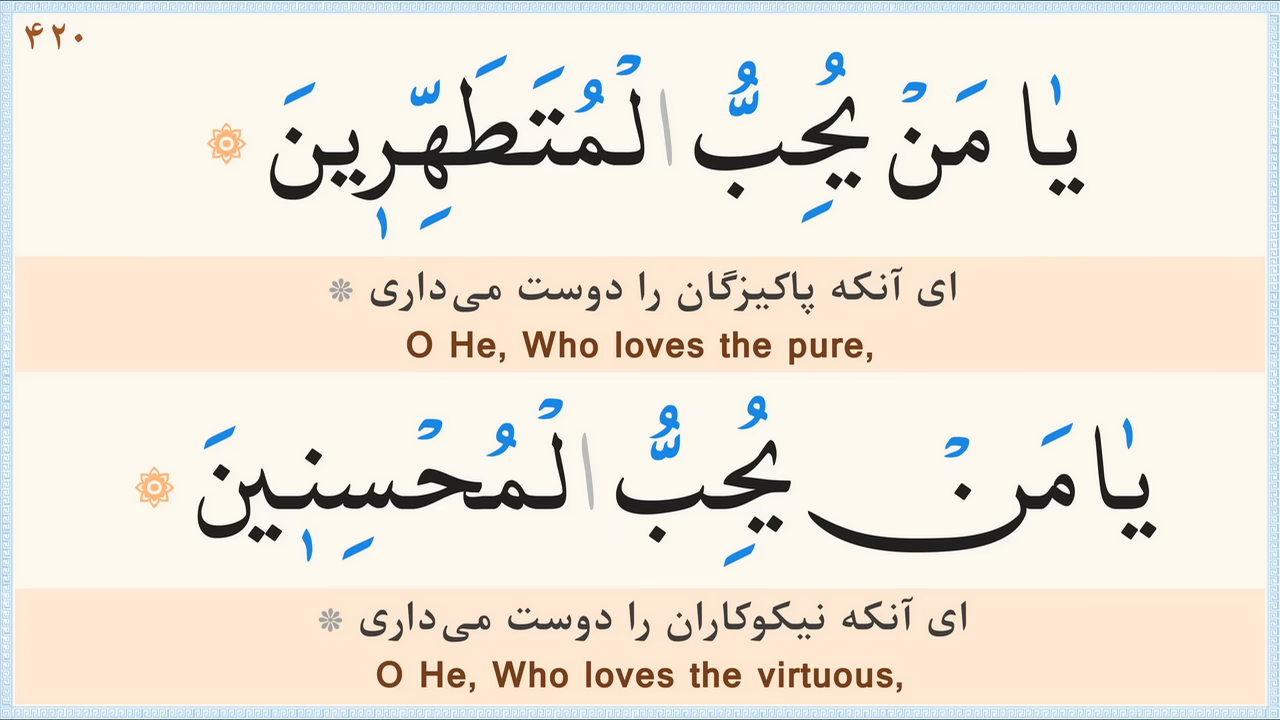 ۴۲۰
يٰا مَنْ يُحِبُّ الْمُتَطَهِّرِينَ
ای آنکه پاکیزگان را دوست می‌داری
O He, Who loves the pure,
يٰا مَنْ يُحِبُّ الْمُحْسِنِينَ
ای آنکه نیکوکاران را دوست می‌داری
O He, Who loves the virtuous,